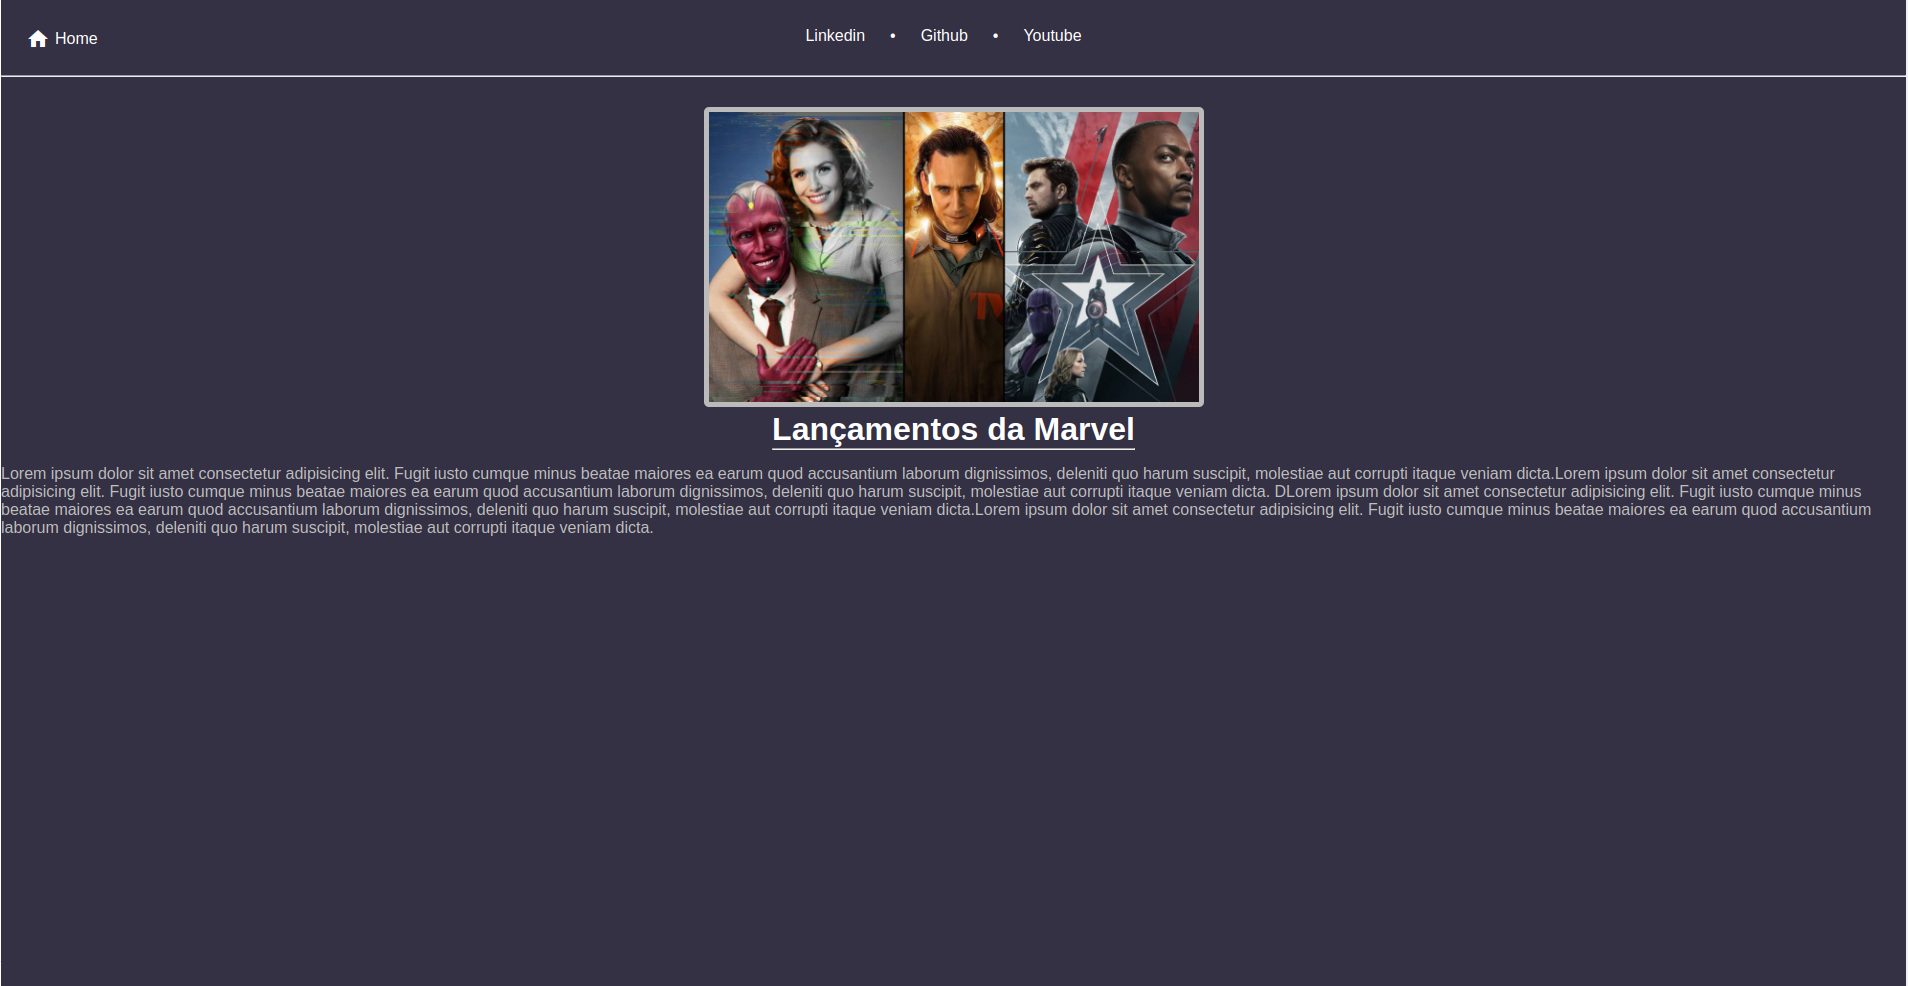 Home
Linkedin • Github • Youtube
TV
Lançamentos da Marvel
Lorem ipsum dolor sit amet consectetur adipisicing elit. Fugit iusto cumque minus beatae maiores ea earum quod accusantium laborum dignissimos, deleniti quo harum suscipit, molestiae aut corrupti itaque veniam dicta.Lorem ipsum dolor sit amet consectetur
adipisicing elit. Fugit iusto cumque minus beatae maiores ea earum quod accusantium laborum dignissimos, deleniti quo harum suscipit, molestiae aut corrupti itaque veniam dicta. DLorem ipsum dolor sit amet consectetur adipisicing elit. Fugit iusto cumque minus
beatae maiores ea earum quod accusantium laborum dignissimos, deleniti quo harum suscipit, molestiae aut corrupti itaque veniam dicta.Lorem ipsum dolor sit amet consectetur adipisicing elit. Fugit iusto cumque minus beatae maiores ea earum quod accusantium
laborum dignissimos, deleniti quo harum suscipit, molestiae aut corrupti itaque veniam dicta.